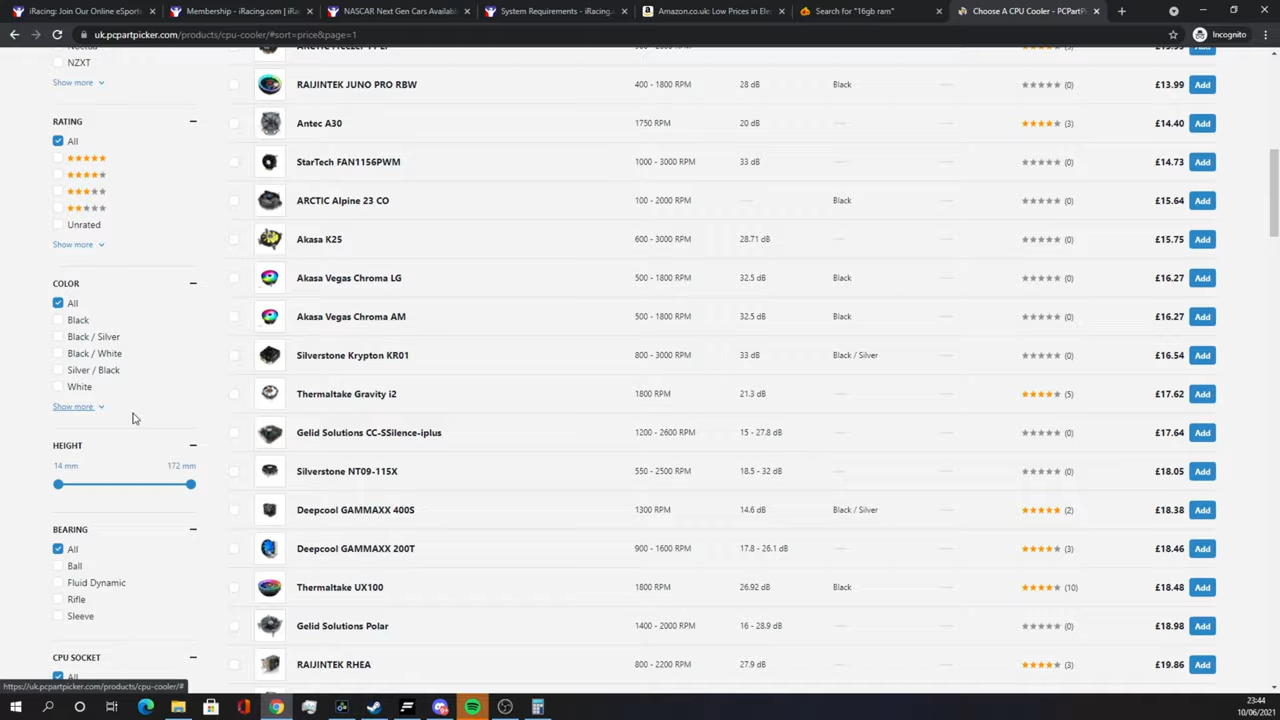 iRacing: Join Our Online eSport
Membership - iRacing.com | iRa
NASCAR Next Gen Cars Availabl
System Requirements - iRacing.
Amazon.co.uk: Low Prices in Ele
Search for "16gb ram"
Choose A CPU Cooler - PCPartPi
uk.pcpartpicker.com/products/cpu-cooler/#sort=price&page=1
Incognito
NZXT
Show more
RAIJINTEK JUNO PRO RBW 400 - 1800 RPM 28 dB Black (0) £13.99 Add
RATING
Antec A30 1750 RPM 20 dB (3) £14.40 Add
All
StarTech FAN1156PWM 1000 - 3000 RPM 33 dB (0) £14.73 Add
ARCTIC Alpine 23 CO 100 - 2000 RPM Black (0) £15.64 Add
Unrated
Show more
Akasa K25 600 - 3000 RPM 28.71 dB (0) £15.75 Add
COLOR
Akasa Vegas Chroma LG 500 - 1800 RPM 32.5 dB Black (0) £16.27 Add
All
Black
Akasa Vegas Chroma AM 500 - 1800 RPM 32.5 dB Black (0) £16.27 Add
Black / Silver
Black / White
Silverstone Krypton KR01 800 - 3000 RPM 33 dB Black / Silver (0) £16.54 Add
Silver / Black
White
Thermaltake Gravity i2 1800 RPM 21.3 dB (5) £17.62 Add
Show more
Gelid Solutions CC-SSilence-iplus 1200 - 2600 RPM 15 - 27.8 dB (0) £17.64 Add
HEIGHT
14 mm 172 mm
Silverstone NT09-115X 550 - 2500 RPM 18.5 - 32 dB (0) £18.05 Add
Deepcool GAMMAXX 400S 1300 RPM 14.6 dB Black / Silver (2) £18.38 Add
BEARING
All
Deepcool GAMMAXX 200T 900 - 1600 RPM 17.8 - 26.1 dB (3) £18.46 Add
Ball
Fluid Dynamic
Thermaltake UX100 1800 RPM 26.92 dB Black (10) £18.48 Add
Rifle
Sleeve
Gelid Solutions Polar 1400 - 2000 RPM 16 - 28.9 dB (0) £18.98 Add
CPU SOCKET
RAIJINTEK RHEA 800 - 2200 RPM 27.9 dB (3) £19.86 Add
All
https://uk.pcpartpicker.com/products/cpu-cooler/#
23:44
10/06/2021